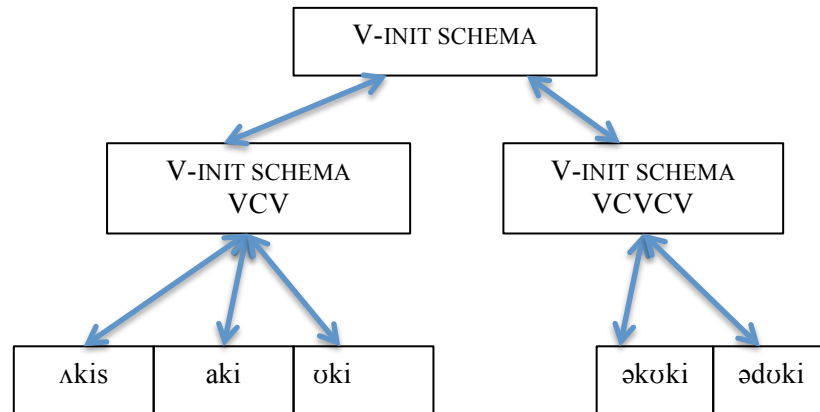 V-INIT SCHEMA
V-INIT SCHEMA
VCV
V-INIT SCHEMA
VCVCV
ʌkis
aki
ʊki
əkʊki
ədʊki